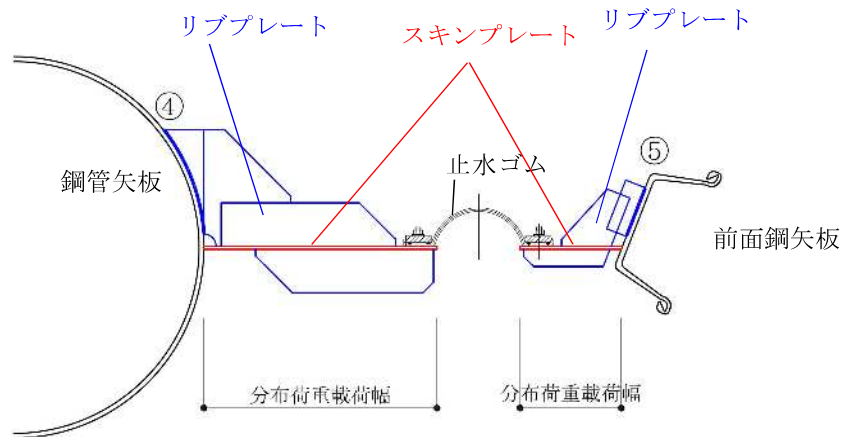 リブプレート
スキンプレート
リブプレート
④
⑤
止水ゴム
鋼管矢板
前面鋼矢板
分布荷重載荷幅
分布荷重載荷幅